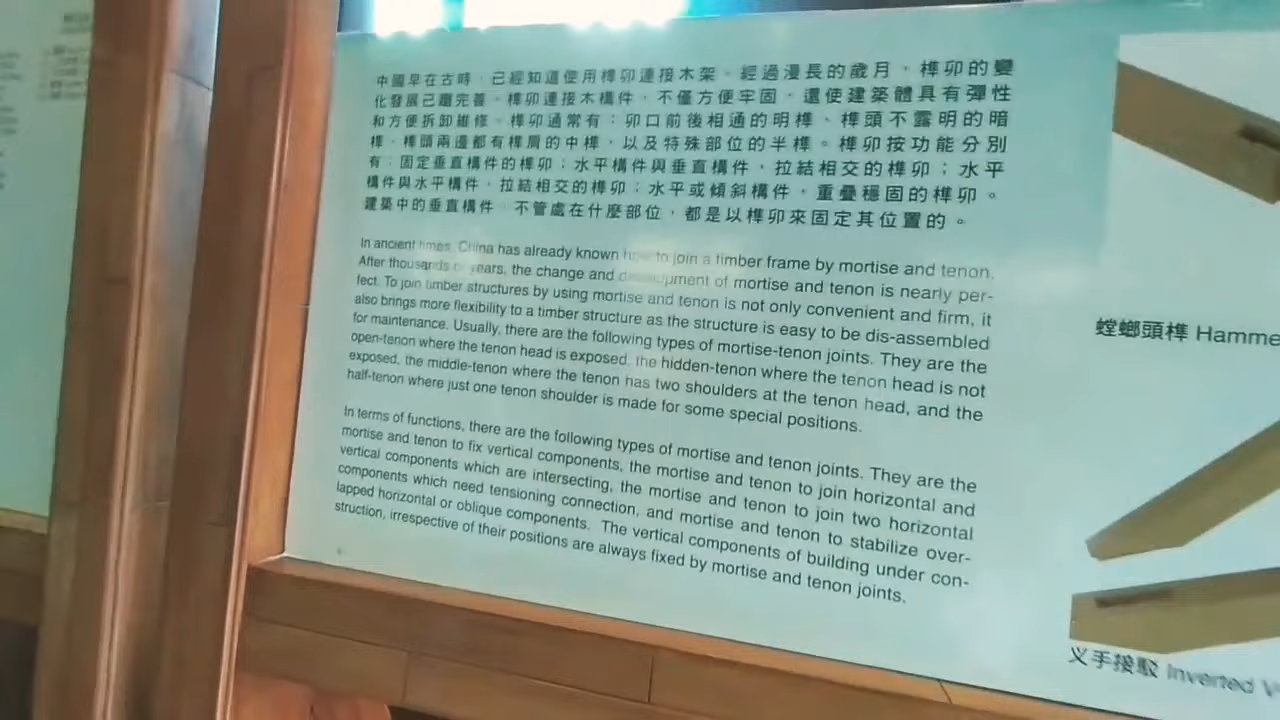 中國早在古時，已經知道使用榫卯連接木架。經過漫長的歲月，榫卯的變
化發展已趨完善。榫卯連接木構件，不僅方便牢固，還使建築體具有彈性
和方便拆卸維修。榫卯通常有：卯口前後相通的明榫、榫頭不露明的暗
榫、榫頭兩邊都有榫肩的中榫，以及特殊部位的半榫。榫卯按功能分別
有：固定垂直構件的榫卯；水平構件與垂直構件，拉結相交的榫卯；水平
構件與水平構件，拉結相交的榫卯；水平或傾斜構件，重疊穩固的榫卯。
建築中的垂直構件，不管處在什麼部位，都是以榫卯來固定其位置的。
In ancient times, China has already known how to join a timber frame by mortise and tenon.
After thousands of years, the change and development of mortise and tenon is nearly per-
fect. To join timber structures by using mortise and tenon is not only convenient and firm, it
also brings more flexibility to a timber structure as the structure is easy to be dis-assembled
for maintenance. Usually, there are the following types of mortise-tenon joints. They are the
open-tenon where the tenon head is exposed, the hidden-tenon where the tenon head is not
exposed, the middle-tenon where the tenon has two shoulders at the tenon head, and the
half-tenon where just one tenon shoulder is made for some special positions.
In terms of functions, there are the following types of mortise and tenon joints. They are the
mortise and tenon to fix vertical components, the mortise and tenon to join horizontal and
vertical components which are intersecting, the mortise and tenon to join two horizontal
components which need tensioning connection, and mortise and tenon to stabilize over-
lapped horizontal or oblique components. The vertical components of building under con-
struction, irrespective of their positions are always fixed by mortise and tenon joints.
螳螂頭榫 Hamme
义手接駁 Inverted V